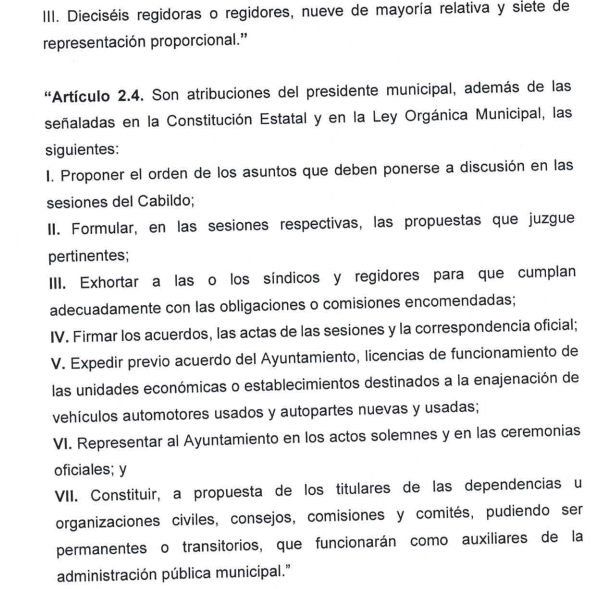 III. Dieciséis regidoras o regidores, nueve de mayoría relativa y siete de
representación proporcional.”
“Artículo 2.4. Son atribuciones del presidente municipal, además de las
señaladas en la Constitución Estatal y en la Ley Orgánica Municipal, las
siguientes:
I. Proponer el orden de los asuntos que deben ponerse a discusión en las
sesiones del Cabildo;
II. Formular, en las sesiones respectivas, las propuestas que juzgue
pertinentes;
III. Exhortar a las o los síndicos y regidores para que cumplan
adecuadamente con las obligaciones o comisiones encomendadas;
IV. Firmar los acuerdos, las actas de las sesiones y la correspondencia oficial;
V. Expedir previo acuerdo del Ayuntamiento, licencias de funcionamiento de
las unidades económicas o establecimientos destinados a la enajenación de
vehículos automotores usados y autopartes nuevas y usadas;
VI. Representar al Ayuntamiento en los actos solemnes y en las ceremonias
oficiales; y
VII. Constituir, a propuesta de los titulares de las dependencias u
organizaciones civiles, consejos, comisiones y comités, pudiendo ser
permanentes o transitorios, que funcionarán como auxiliares de la
administración pública municipal.”